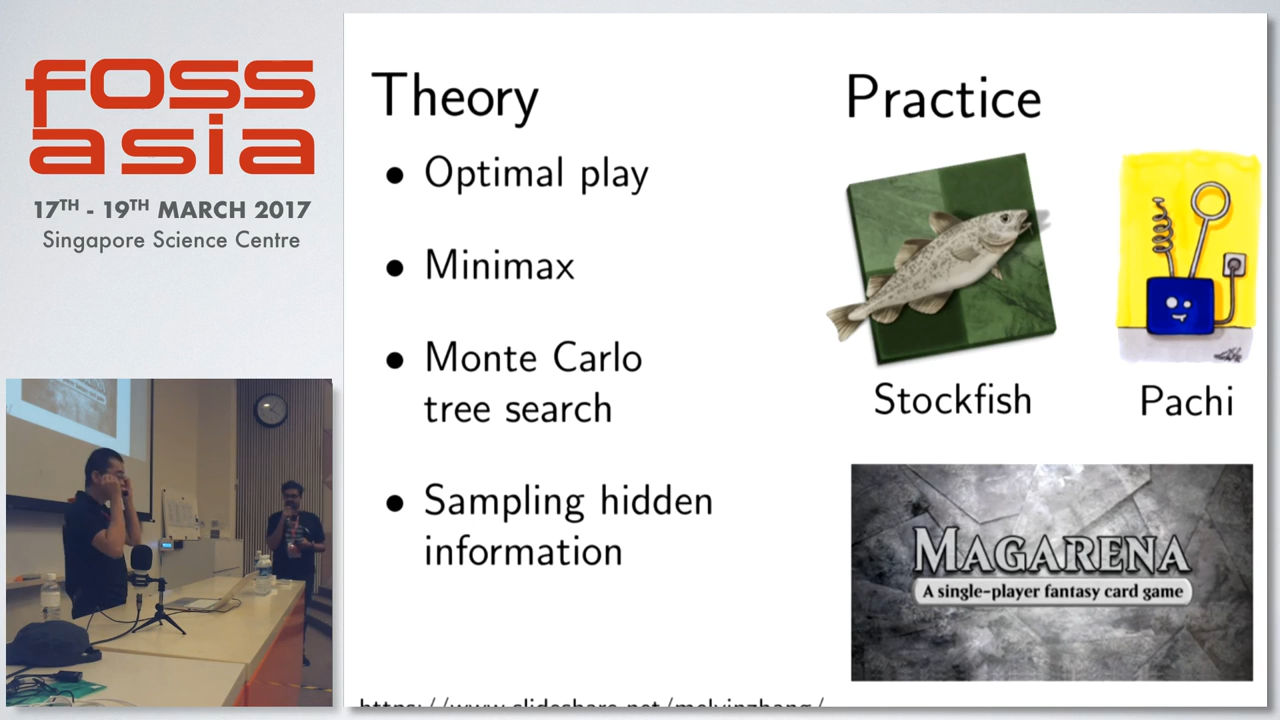 foss
asia
17TH - 19TH MARCH 2017
Singapore Science Centre
Theory
• Optimal play
• Minimax
• Monte Carlo
tree search
• Sampling hidden
information
Practice
Stockfish
Pachi
MAGARENA
A single-player fantasy card game
https://www.slideshare.net/melvinzhang/